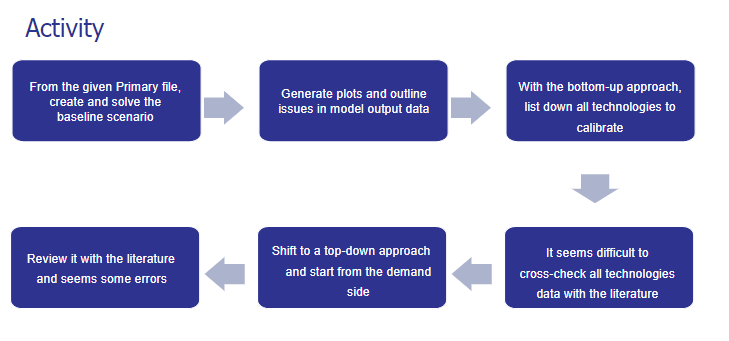 Activity
From the given Primary file,
create and solve the
baseline scenario
Generate plots and outline
issues in model output data
With the bottom-up approach,
list down all technologies to
calibrate
It seems difficult to
cross-check all technologies
data with the literature
Shift to a top-down approach
and start from the demand
side
Review it with the literature
and seems some errors